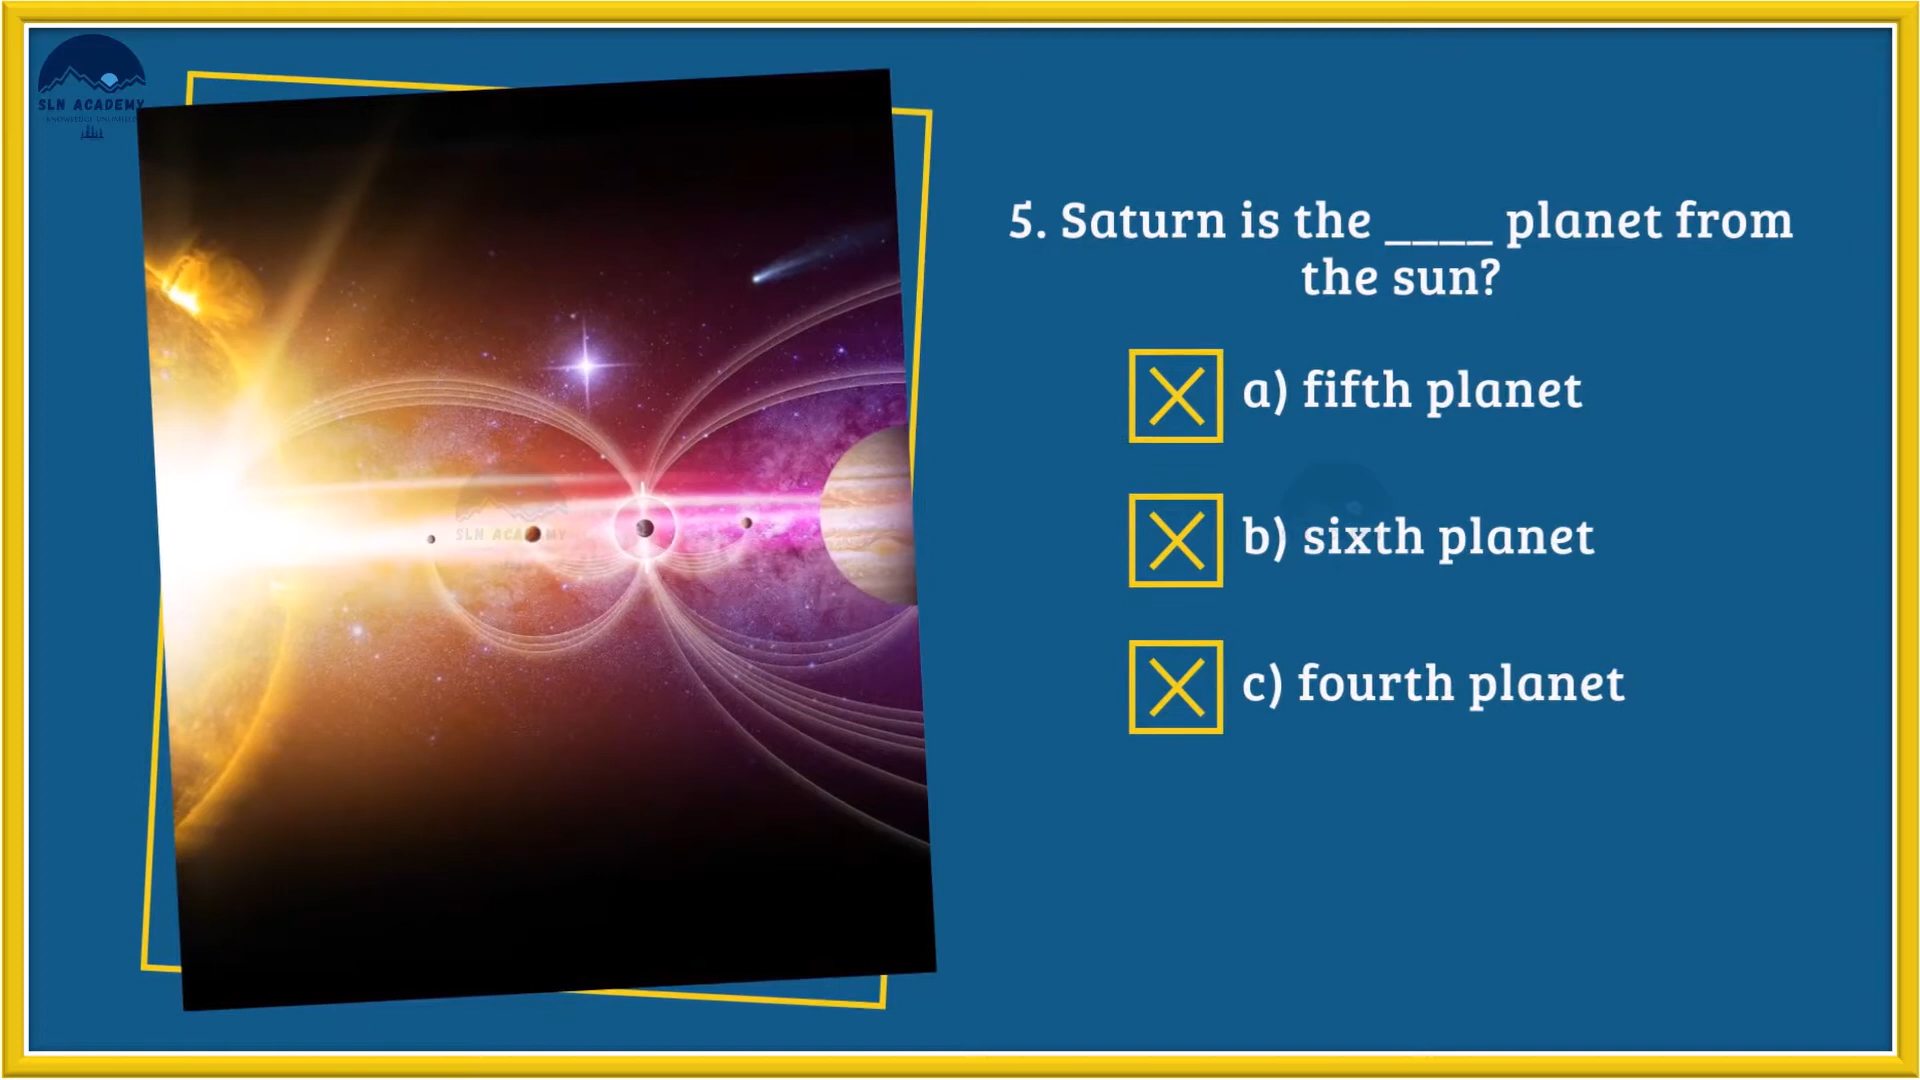 SLN ACADEMY
KNOWLEDGE UNLIMITED
5. Saturn is the ____ planet from
the sun?
a) fifth planet
b) sixth planet
c) fourth planet
SLN ACADEMY